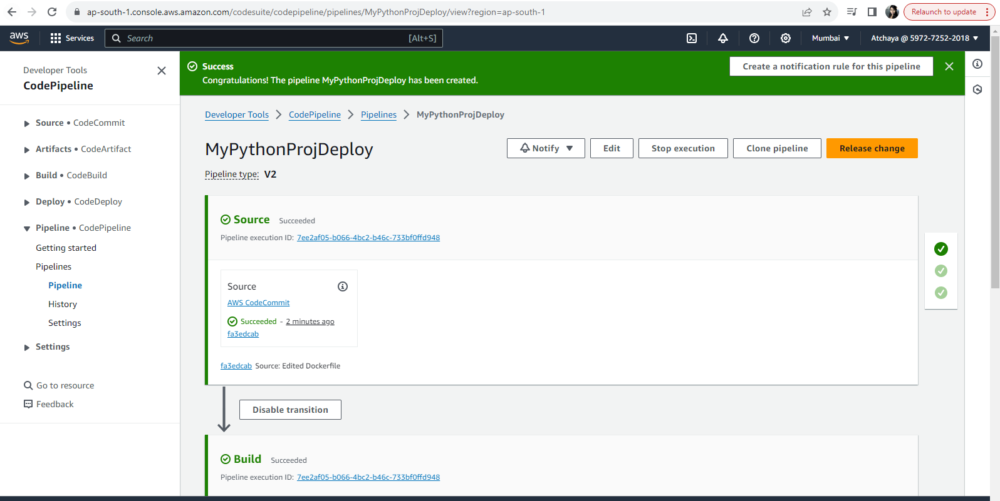 ap-south-1.console.aws.amazon.com/codesuite/codepipeline/pipelines/MyPythonProjDeploy/view?region=ap-south-1
Relaunch to update
aws
Services
Search
[Alt+S]
Mumbai
Atchaya @ 5972-7252-2018
Developer Tools
CodePipeline
Source • CodeCommit
Artifacts • CodeArtifact
Build • CodeBuild
Deploy • CodeDeploy
Pipeline • CodePipeline
Getting started
Pipelines
Pipeline
History
Settings
Settings
Go to resource
Feedback
Success
Congratulations! The pipeline MyPythonProjDeploy has been created.
Create a notification rule for this pipeline
Developer Tools > CodePipeline > Pipelines > MyPythonProjDeploy
MyPythonProjDeploy
Notify
Edit
Stop execution
Clone pipeline
Release change
Pipeline type: V2
Source Succeeded
Pipeline execution ID: 7ee2af05-b066-4bc2-b46c-733bf0ffd948
Source
AWS CodeCommit
Succeeded - 2 minutes ago
fa3edcab
fa3edcab Source: Edited Dockerfile
Disable transition
Build Succeeded
Pipeline execution ID: 7ee2af05-b066-4bc2-b46c-733bf0ffd948